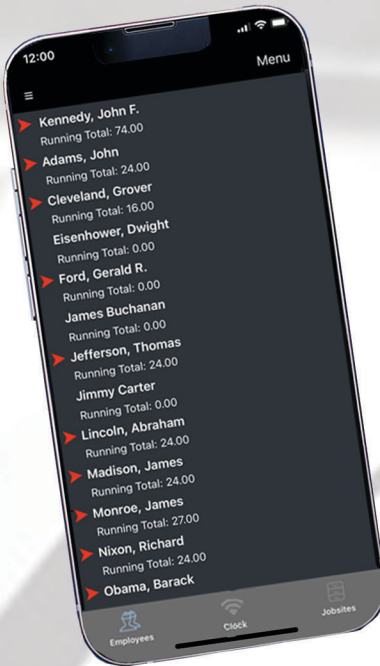 12:00
Menu
Kennedy, John F.
Running Total: 74.00
Adams, John
Running Total: 24.00
Cleveland, Grover
Running Total: 16.00
Eisenhower, Dwight
Running Total: 0.00
Ford, Gerald R.
Running Total: 0.00
James Buchanan
Running Total: 0.00
Jefferson, Thomas
Running Total: 24.00
Jimmy Carter
Running Total: 0.00
Lincoln, Abraham
Running Total: 24.00
Madison, James
Running Total: 24.00
Monroe, James
Running Total: 27.00
Nixon, Richard
Running Total: 24.00
Obama, Barack
Employees
Clock
Jobsites